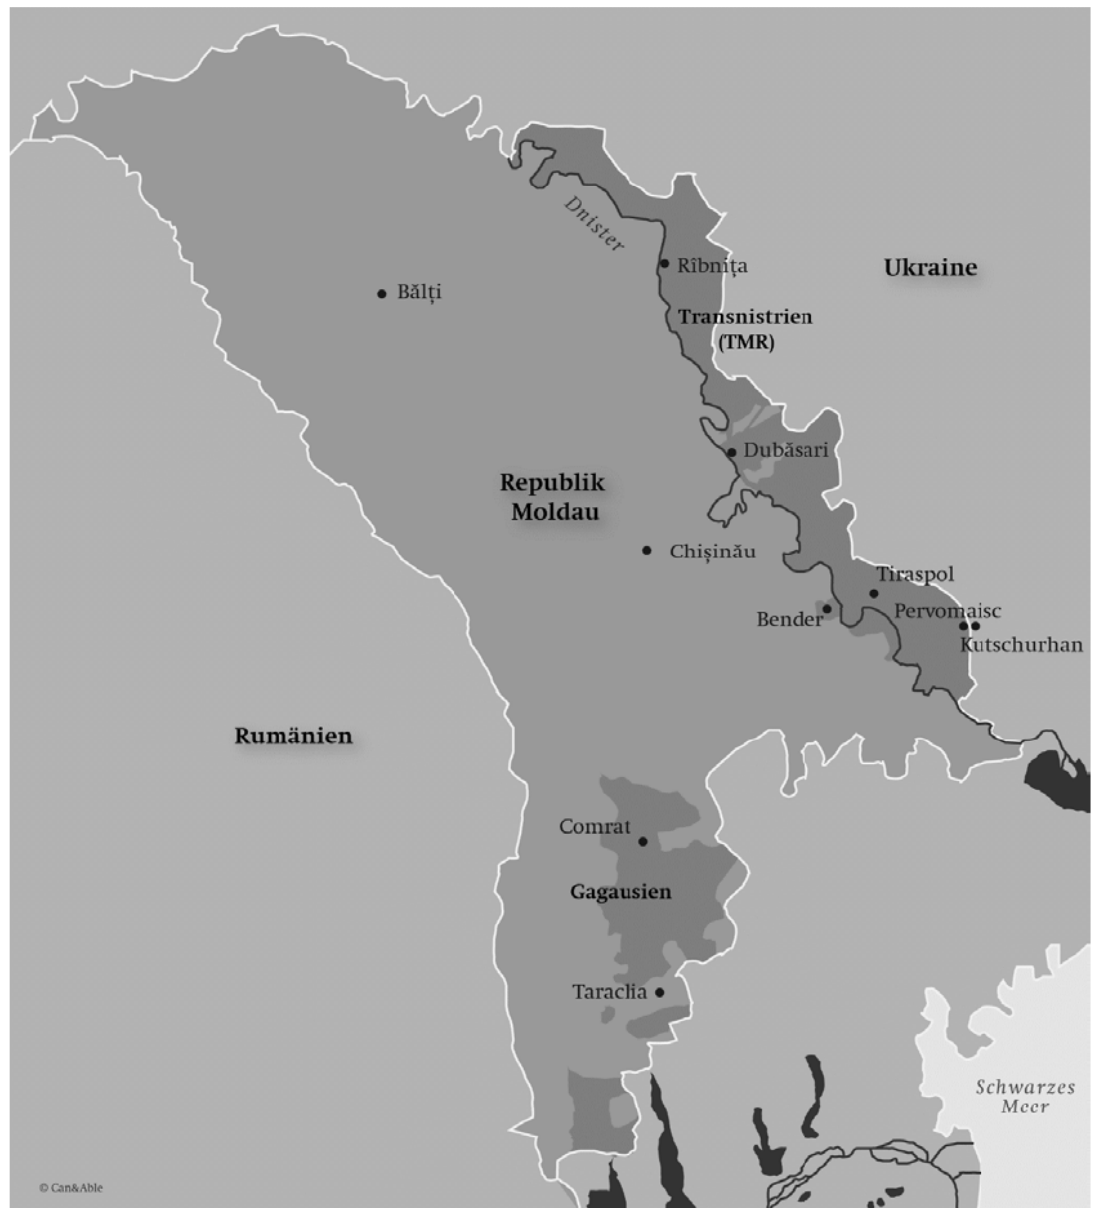 Dnister
Rîbnița
Ukraine
Bălți
Transnistrien
(TMR)
Dubăsari
Republik
Moldau
Chișinău
Tiraspol
Bender
Pervomaisc
Kutschurhan
Rumänien
Comrat
Gagausien
Taraclia
Schwarzes
Meer
© Can&Able